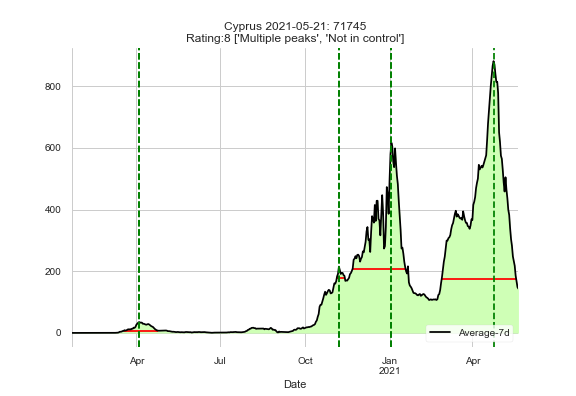 Cyprus 2021-05-21: 71745
Rating:8 ['Multiple peaks', 'Not in control']
800
600
400
200
0
Apr
Jul
Oct
Jan
2021
Apr
Average-7d
Date